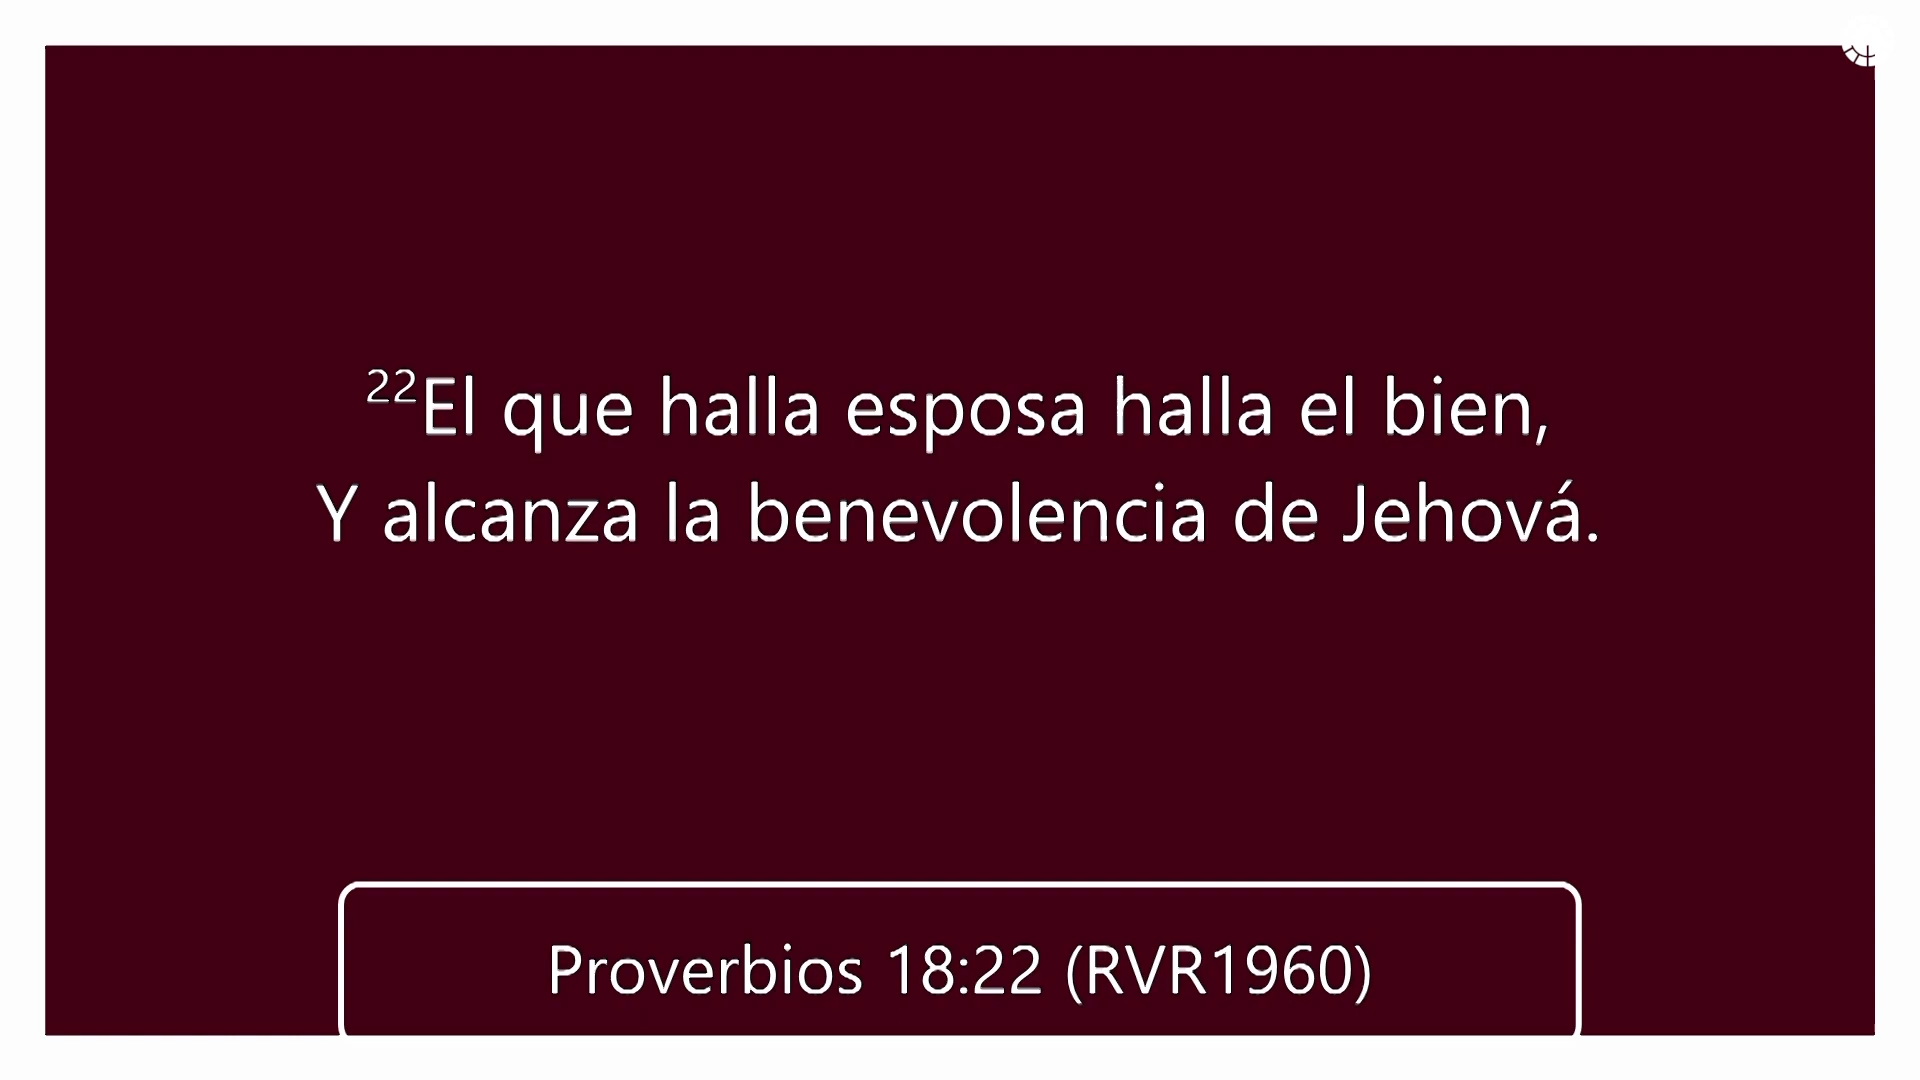 22El que halla esposa halla el bien,
Y alcanza la benevolencia de Jehová.
Proverbios 18:22 (RVR1960)